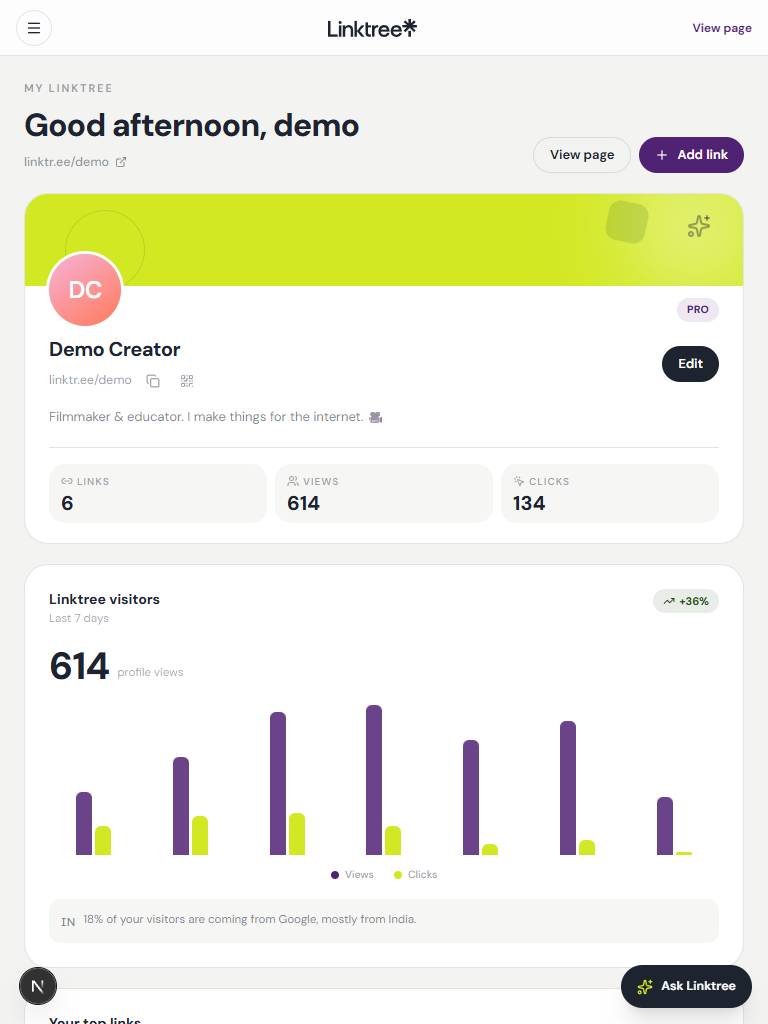 Linktree
View page
MY LINKTREE
Good afternoon, demo
linktr.ee/demo
View page
+ Add link
DC
PRO
Demo Creator
linktr.ee/demo
Edit
Filmmaker & educator. I make things for the internet. 🎥
LINKS
6
VIEWS
614
CLICKS
134
Linktree visitors
Last 7 days
+36%
614 profile views
Views
Clicks
IN 18% of your visitors are coming from Google, mostly from India.
N
Ask Linktree
Your top links